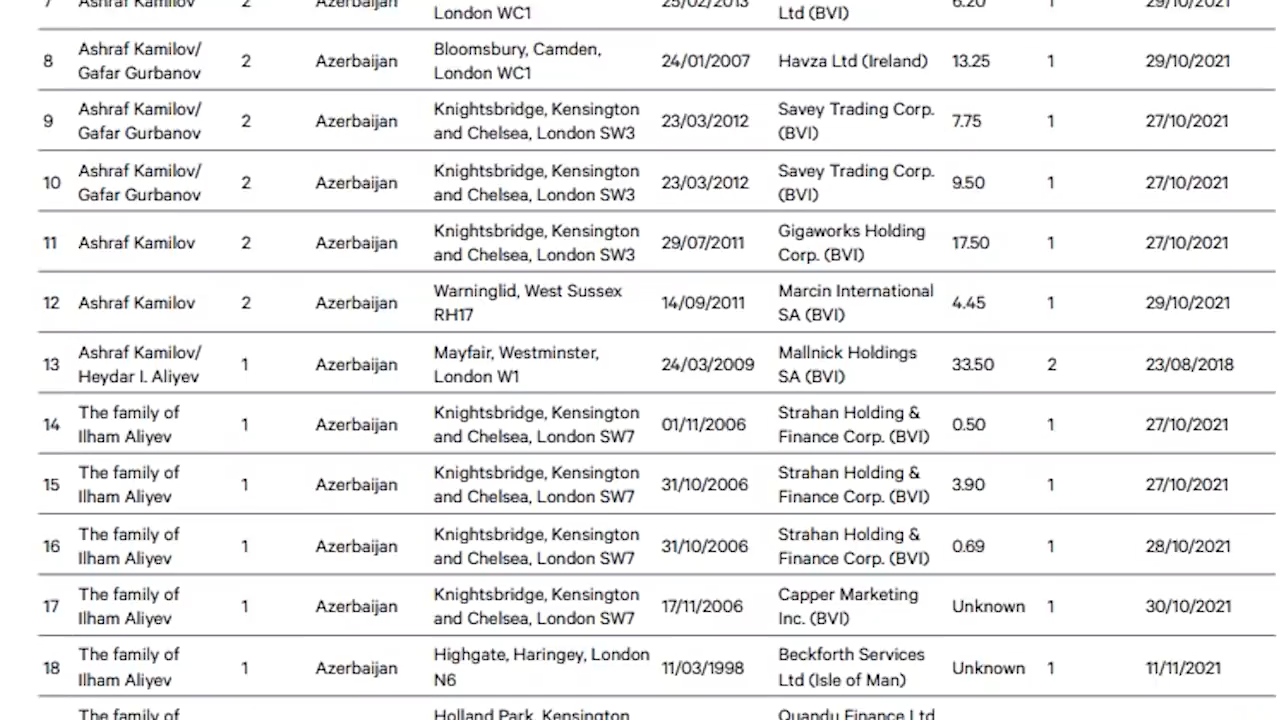 7 Ashraf Kamilov 2 Azerbaijan London WC1 25/02/2013 Ltd (BVI) 6.20 1 29/10/2021
8 Ashraf Kamilov/ Gafar Gurbanov 2 Azerbaijan Bloomsbury, Camden, London WC1 24/01/2007 Havza Ltd (Ireland) 13.25 1 29/10/2021
9 Ashraf Kamilov/ Gafar Gurbanov 2 Azerbaijan Knightsbridge, Kensington and Chelsea, London SW3 23/03/2012 Savey Trading Corp. (BVI) 7.75 1 27/10/2021
10 Ashraf Kamilov/ Gafar Gurbanov 2 Azerbaijan Knightsbridge, Kensington and Chelsea, London SW3 23/03/2012 Savey Trading Corp. (BVI) 9.50 1 27/10/2021
11 Ashraf Kamilov 2 Azerbaijan Knightsbridge, Kensington and Chelsea, London SW3 29/07/2011 Gigaworks Holding Corp. (BVI) 17.50 1 27/10/2021
12 Ashraf Kamilov 2 Azerbaijan Warninglid, West Sussex RH17 14/09/2011 Marcin International SA (BVI) 4.45 1 29/10/2021
13 Ashraf Kamilov/ Heydar I. Aliyev 1 Azerbaijan Mayfair, Westminster, London W1 24/03/2009 Mallnick Holdings SA (BVI) 33.50 2 23/08/2018
14 The family of Ilham Aliyev 1 Azerbaijan Knightsbridge, Kensington and Chelsea, London SW7 01/11/2006 Strahan Holding & Finance Corp. (BVI) 0.50 1 27/10/2021
15 The family of Ilham Aliyev 1 Azerbaijan Knightsbridge, Kensington and Chelsea, London SW7 31/10/2006 Strahan Holding & Finance Corp. (BVI) 3.90 1 27/10/2021
16 The family of Ilham Aliyev 1 Azerbaijan Knightsbridge, Kensington and Chelsea, London SW7 31/10/2006 Strahan Holding & Finance Corp. (BVI) 0.69 1 28/10/2021
17 The family of Ilham Aliyev 1 Azerbaijan Knightsbridge, Kensington and Chelsea, London SW7 17/11/2006 Capper Marketing Inc. (BVI) Unknown 1 30/10/2021
18 The family of Ilham Aliyev 1 Azerbaijan Highgate, Haringey, London N6 11/03/1998 Beckforth Services Ltd (Isle of Man) Unknown 1 11/11/2021
The family of Holland Park, Kensington Quandu Finance Ltd